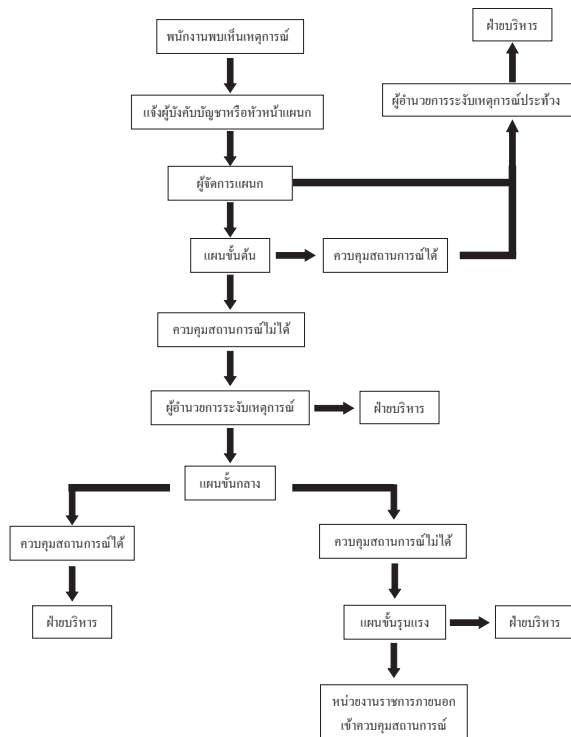 ฝ่ายบริหาร
พนักงานพบเห็นเหตุการณ์
ผู้อำนวยการระงับเหตุการณ์ประท้วง
แจ้งผู้บังคับบัญชาหรือหัวหน้าแผนก
ผู้จัดการแผนก
แผนขั้นต้น
ควบคุมสถานการณ์ได้
ควบคุมสถานการณ์ไม่ได้
ผู้อำนวยการระงับเหตุการณ์
ฝ่ายบริหาร
แผนขั้นกลาง
ควบคุมสถานการณ์ได้
ควบคุมสถานการณ์ไม่ได้
ฝ่ายบริหาร
แผนขั้นรุนแรง
ฝ่ายบริหาร
หน่วยงานราชการภายนอก
เข้าควบคุมสถานการณ์